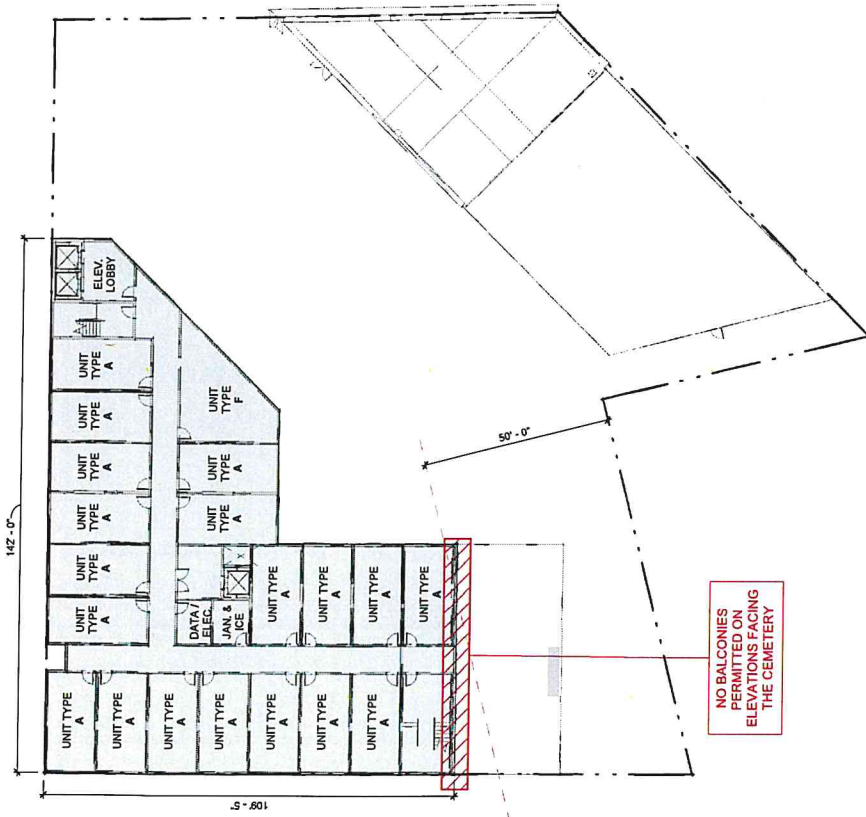 142' - 0"
ELEV.
LOBBY
UNIT
TYPE
A
UNIT
TYPE
A
UNIT
TYPE
A
UNIT
TYPE
A
UNIT
TYPE
A
UNIT
TYPE
A
UNIT
TYPE
F
UNIT
TYPE
A
UNIT
TYPE
A
DATA /
ELEC.
JAN. &
ICE
UNIT TYPE
A
UNIT TYPE
A
UNIT TYPE
A
UNIT TYPE
A
UNIT TYPE
A
UNIT TYPE
A
UNIT TYPE
A
UNIT TYPE
A
UNIT TYPE
A
UNIT TYPE
A
UNIT TYPE
A
109' - 5"
50' - 0"
NO BALCONIES
PERMITTED ON
ELEVATIONS FACING
THE CEMETERY